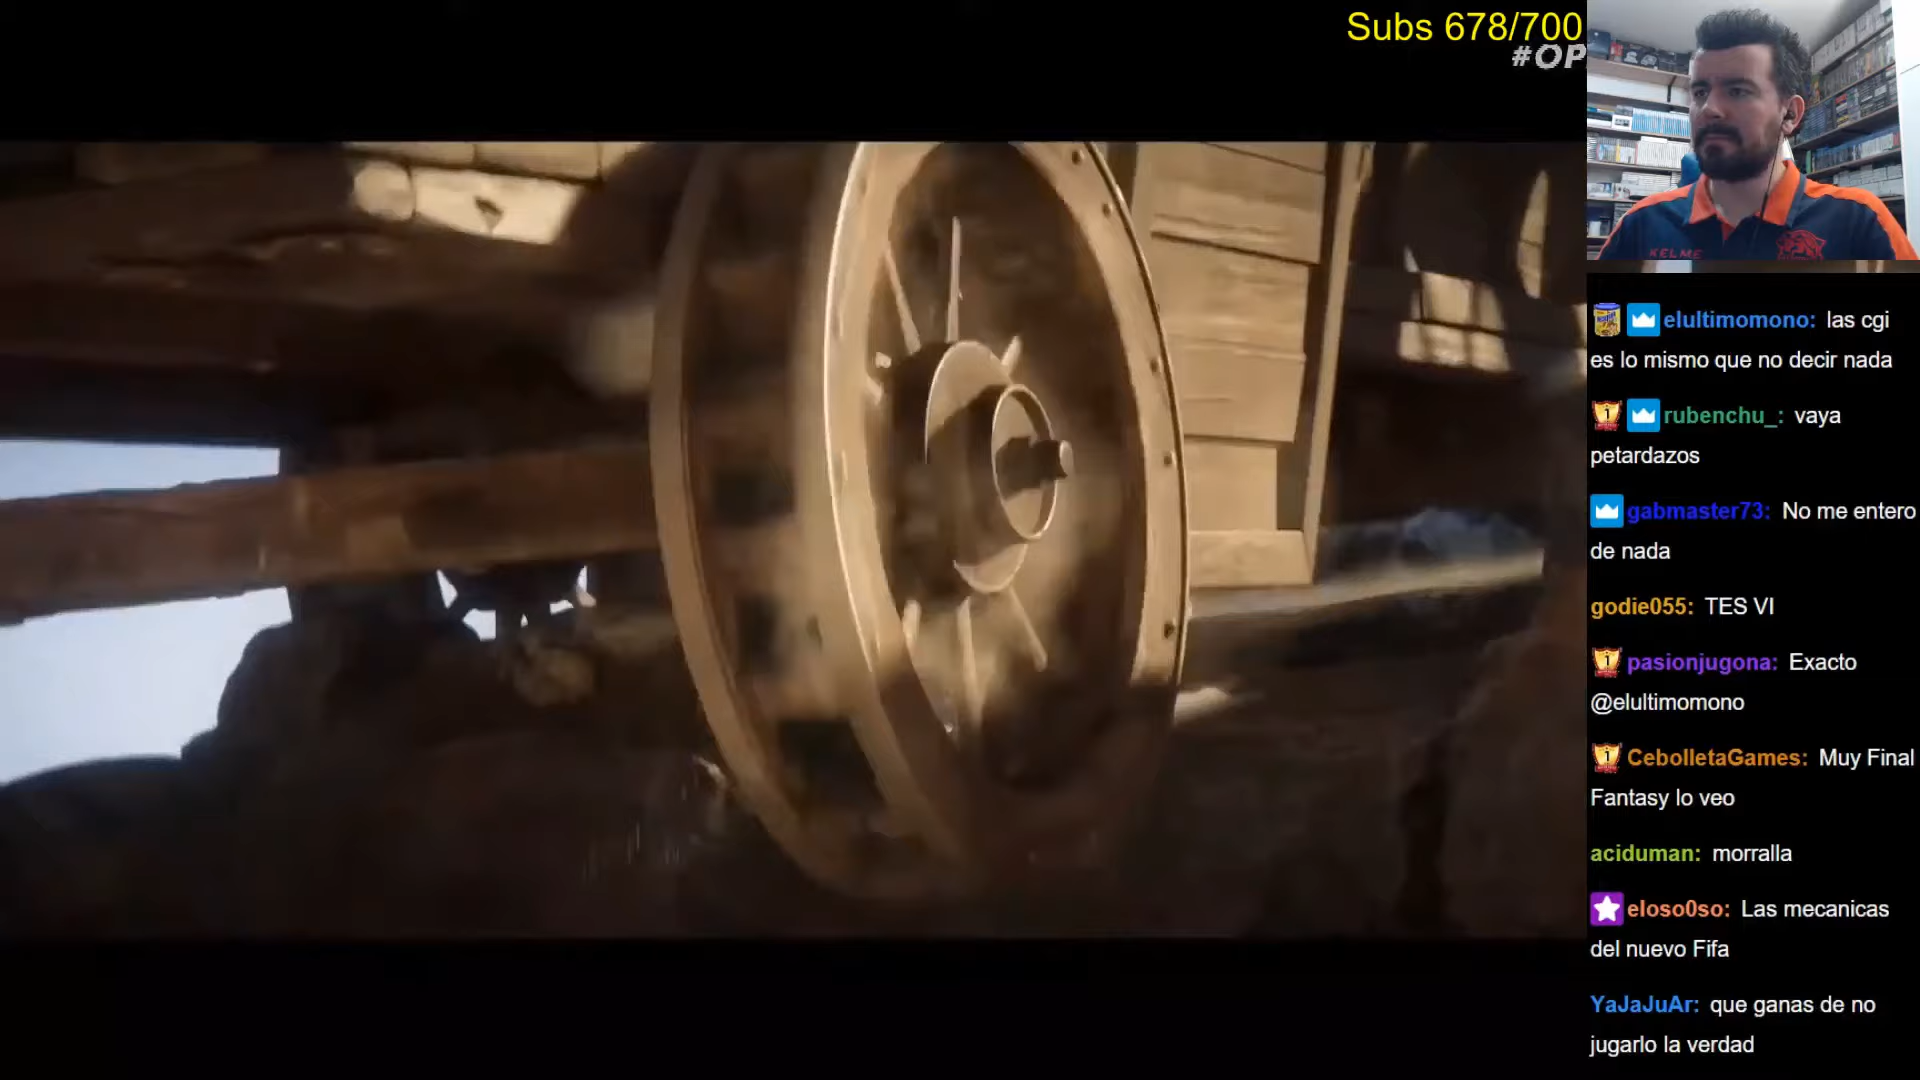 Subs 678/700
#OP
KELME
elultimomono: las cgi
es lo mismo que no decir nada
rubenchu_: vaya
petardazos
gabmaster73: No me entero
de nada
godie055: TES VI
pasionjugona: Exacto
@elultimomono
CebolletaGames: Muy Final
Fantasy lo veo
aciduman: morralla
eloso0so: Las mecanicas
del nuevo Fifa
YaJaJuAr: que ganas de no
jugarlo la verdad